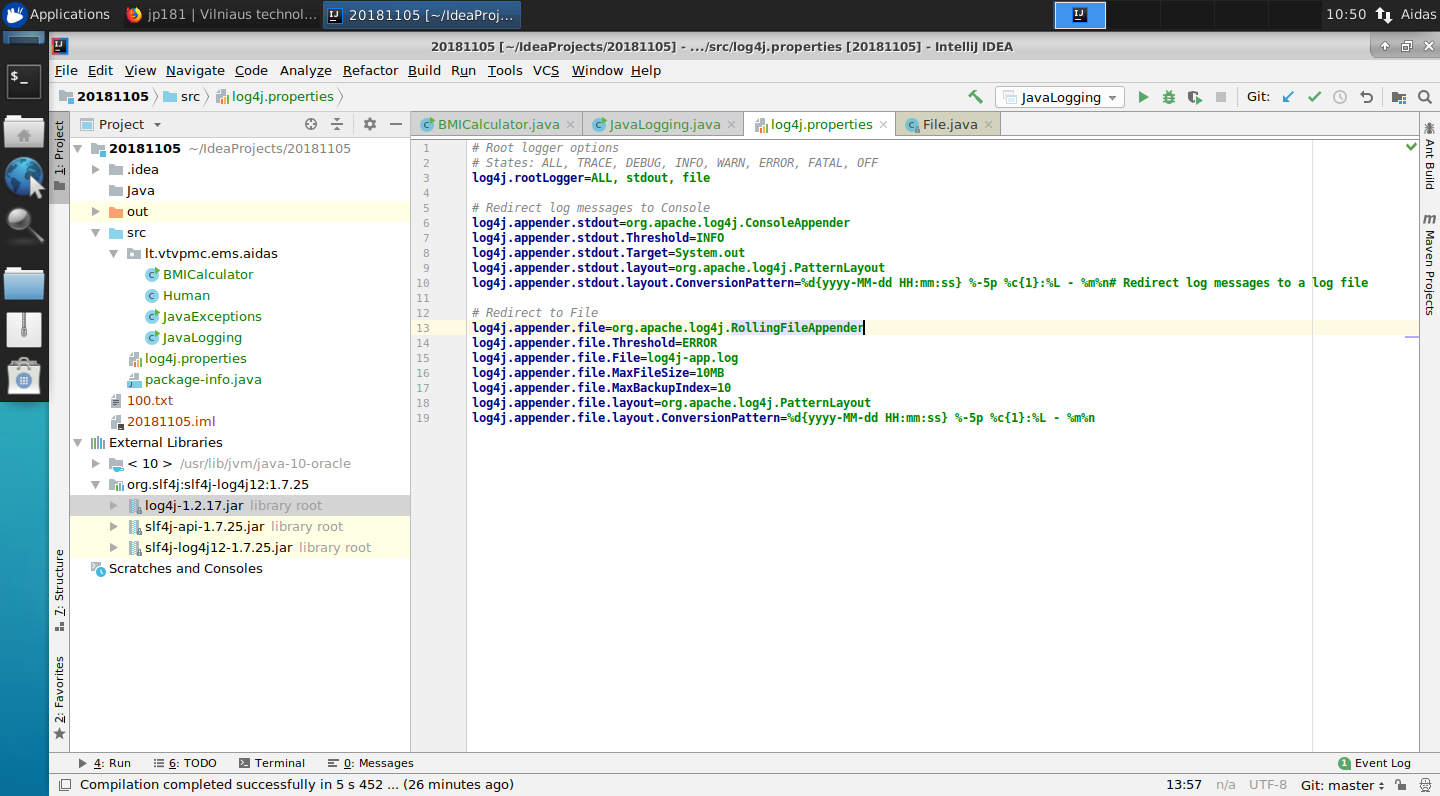 Applications jp181 | Vilniaus technol... 20181105 [~/IdeaProj... 10:50 Aidas
20181105 [~/IdeaProjects/20181105] - .../src/log4j.properties [20181105] - IntelliJ IDEA
File Edit View Navigate Code Analyze Refactor Build Run Tools VCS Window Help
20181105 src log4j.properties JavaLogging Git:
Project BMICalculator.java JavaLogging.java log4j.properties File.java
1: Project
7: Structure
2: Favorites
20181105 ~/IdeaProjects/20181105
.idea
Java
out
src
lt.vtvpmc.ems.aidas
BMICalculator
Human
JavaExceptions
JavaLogging
log4j.properties
package-info.java
100.txt
20181105.iml
External Libraries
< 10 > /usr/lib/jvm/java-10-oracle
org.slf4j:slf4j-log4j12:1.7.25
log4j-1.2.17.jar library root
slf4j-api-1.7.25.jar library root
slf4j-log4j12-1.7.25.jar library root
Scratches and Consoles
1 # Root logger options
2 # States: ALL, TRACE, DEBUG, INFO, WARN, ERROR, FATAL, OFF
3 log4j.rootLogger=ALL, stdout, file
4
5 # Redirect log messages to Console
6 log4j.appender.stdout=org.apache.log4j.ConsoleAppender
7 log4j.appender.stdout.Threshold=INFO
8 log4j.appender.stdout.Target=System.out
9 log4j.appender.stdout.layout=org.apache.log4j.PatternLayout
10 log4j.appender.stdout.layout.ConversionPattern=%d{yyyy-MM-dd HH:mm:ss} %-5p %c{1}:%L - %m%n# Redirect log messages to a log file
11
12 # Redirect to File
13 log4j.appender.file=org.apache.log4j.RollingFileAppender
14 log4j.appender.file.Threshold=ERROR
15 log4j.appender.file.File=log4j-app.log
16 log4j.appender.file.MaxFileSize=10MB
17 log4j.appender.file.MaxBackupIndex=10
18 log4j.appender.file.layout=org.apache.log4j.PatternLayout
19 log4j.appender.file.layout.ConversionPattern=%d{yyyy-MM-dd HH:mm:ss} %-5p %c{1}:%L - %m%n
Ant Build
m Maven Projects
4: Run 6: TODO Terminal 0: Messages 1 Event Log
Compilation completed successfully in 5 s 452 ... (26 minutes ago) 13:57 n/a UTF-8 Git: master